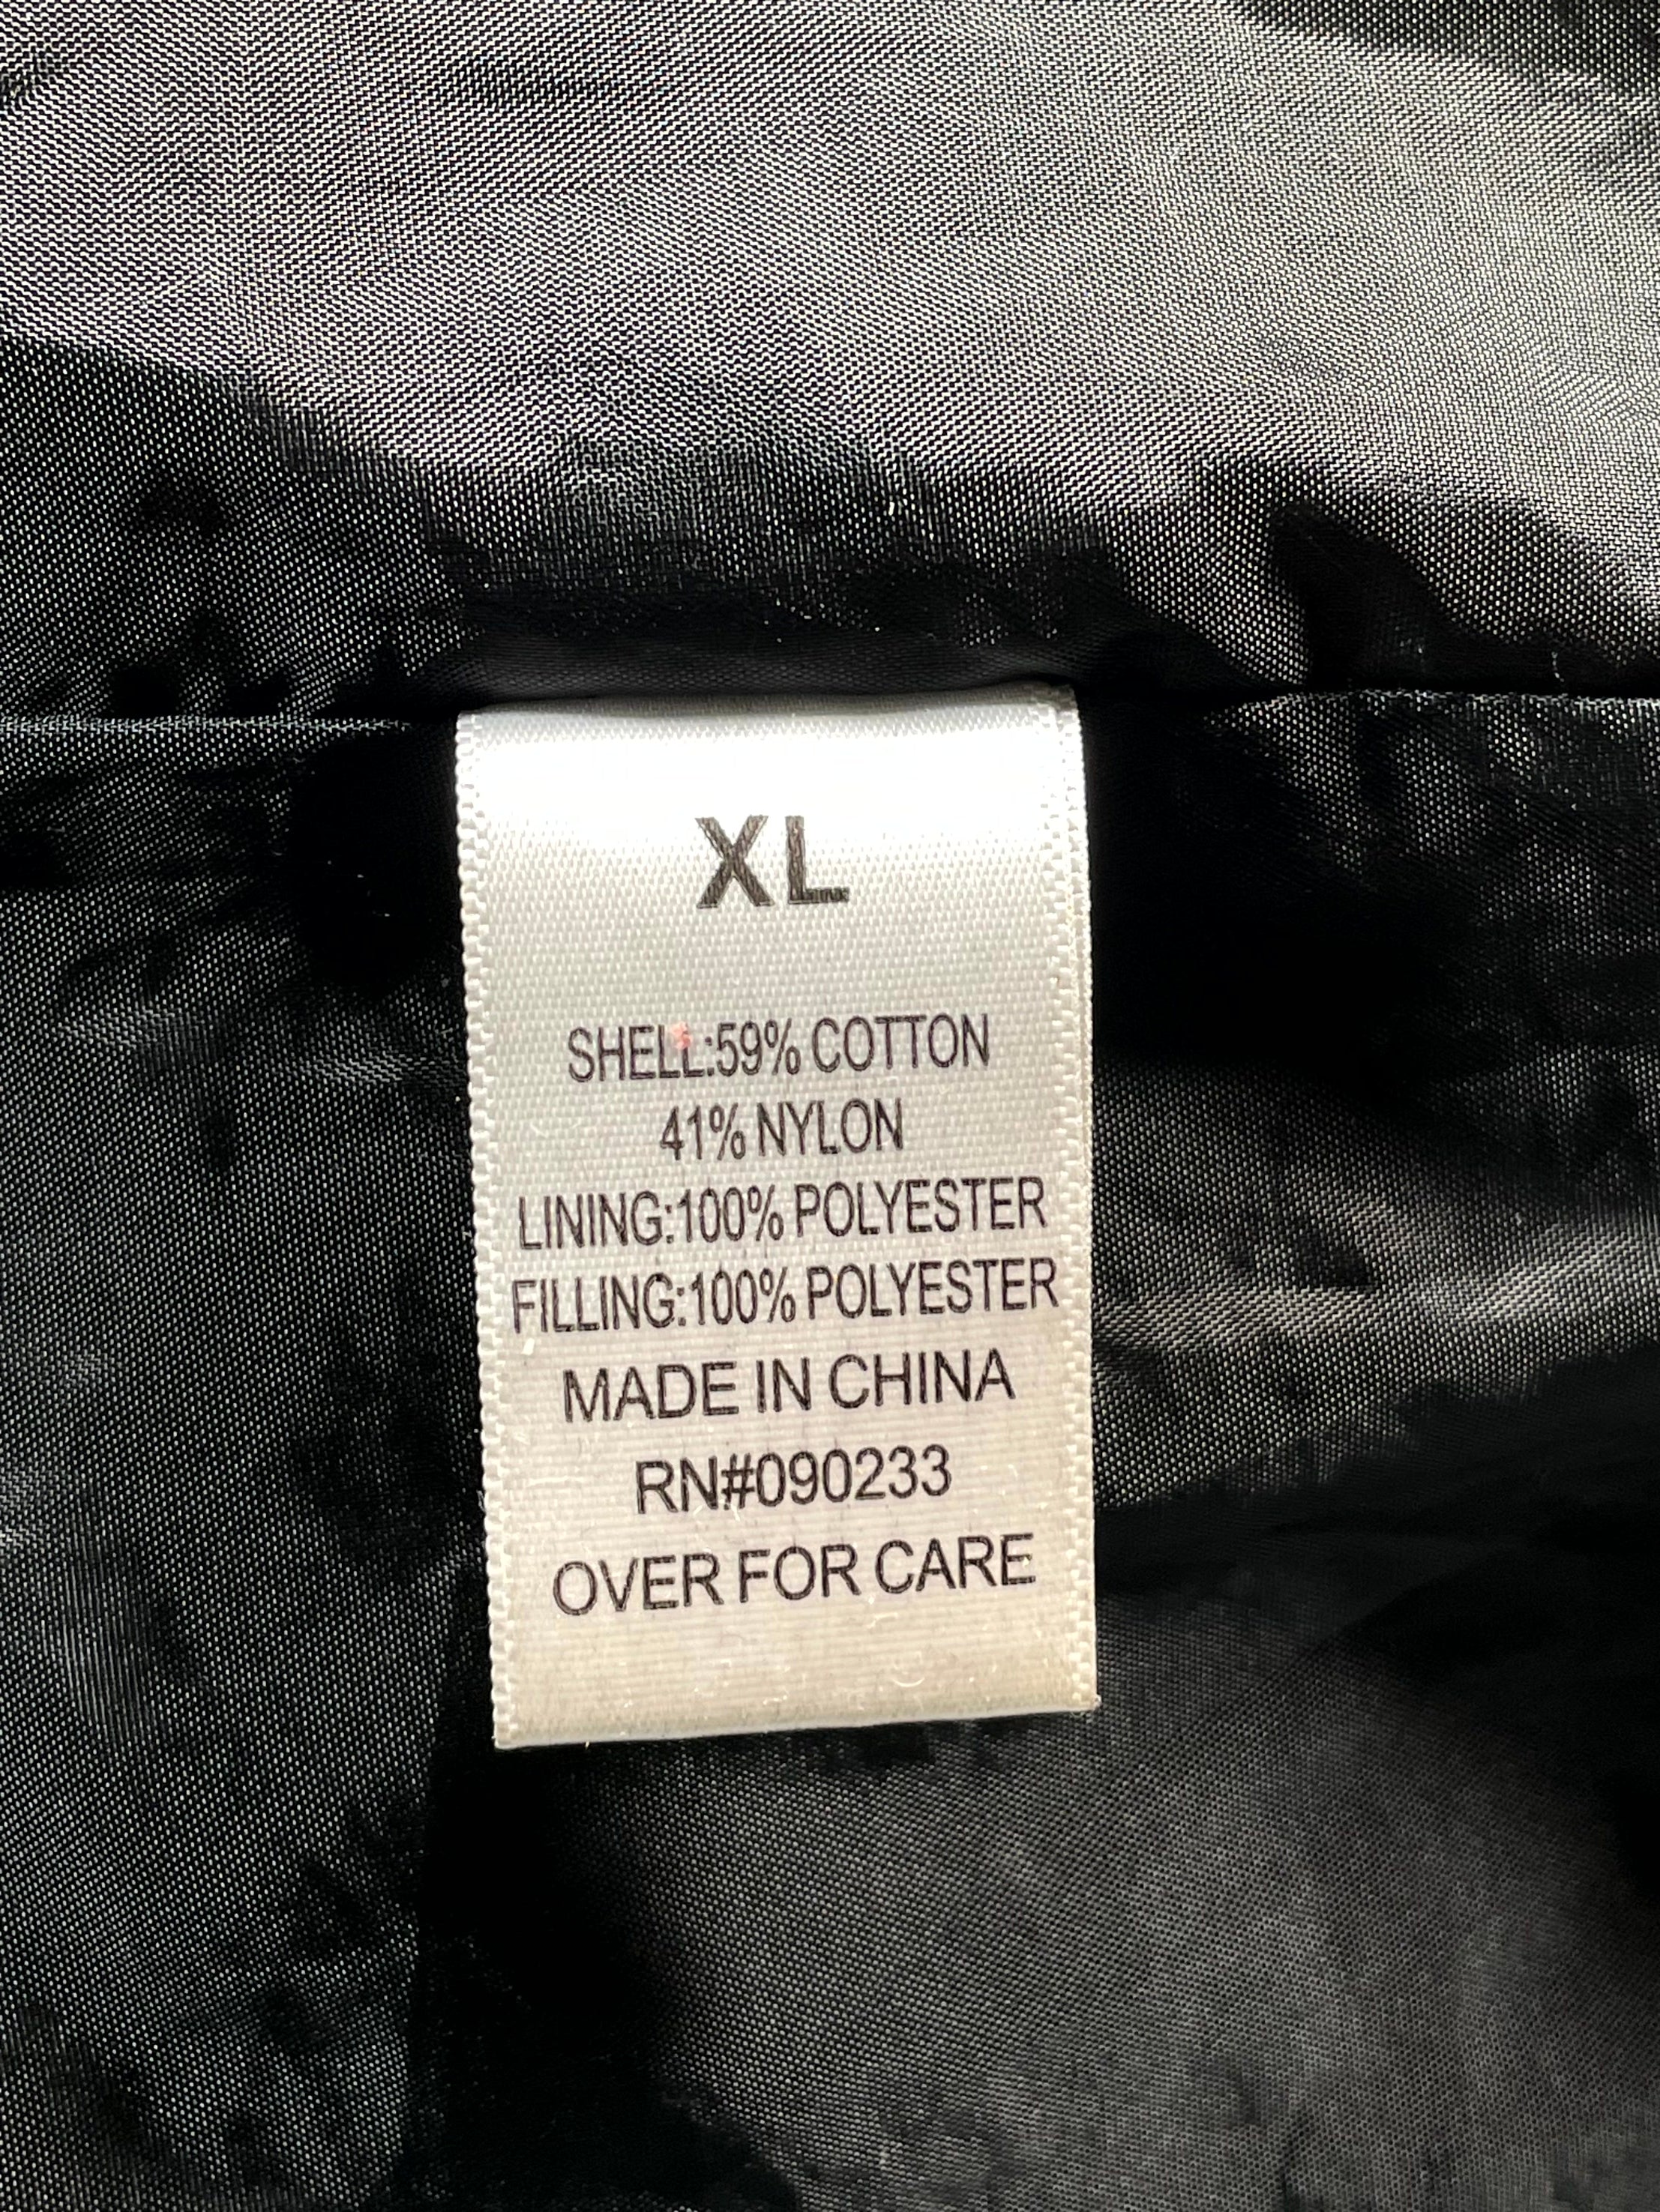 XL
SHELL:59% COTTON
41% NYLON
LINING:100% POLYESTER
FILLING:100% POLYESTER
MADE IN CHINA
RN#090233
OVER FOR CARE